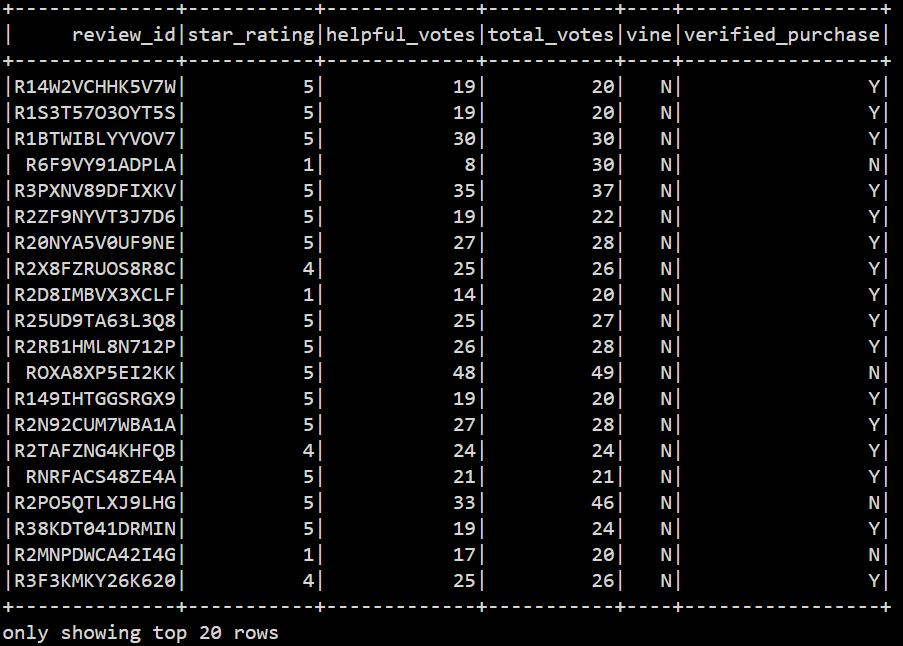 +--------------+-----------+-------------+-----------+----+-----------------+
|     review_id|star_rating|helpful_votes|total_votes|vine|verified_purchase|
+--------------+-----------+-------------+-----------+----+-----------------+
|R14W2VCHHK5V7W|          5|           19|         20|   N|                Y|
|R1S3T57O3OYT5S|          5|           19|         20|   N|                Y|
|R1BTWIBLYYVOV7|          5|           30|         30|   N|                Y|
| R6F9VY91ADPLA|          1|            8|         30|   N|                N|
|R3PXNV89DFIXKV|          5|           35|         37|   N|                Y|
|R2ZF9NYVT3J7D6|          5|           19|         22|   N|                Y|
|R20NYA5V0UF9NE|          5|           27|         28|   N|                Y|
|R2X8FZRUOS8R8C|          4|           25|         26|   N|                Y|
|R2D8IMBVX3XCLF|          1|           14|         20|   N|                Y|
|R25UD9TA63L3Q8|          5|           25|         27|   N|                Y|
|R2RB1HML8N712P|          5|           26|         28|   N|                Y|
| ROXA8XP5EI2KK|          5|           48|         49|   N|                N|
|R149IHTGGSRGX9|          5|           19|         20|   N|                Y|
|R2N92CUM7WBA1A|          5|           27|         28|   N|                Y|
|R2TAFZNG4KHFQB|          4|           24|         24|   N|                Y|
| RNRFACS48ZE4A|          5|           21|         21|   N|                Y|
|R2PO5QTLXJ9LHG|          5|           33|         46|   N|                N|
|R38KDT041DRMIN|          5|           19|         24|   N|                Y|
|R2MNPDWCA42I4G|          1|           17|         20|   N|                N|
|R3F3KMKY26K620|          4|           25|         26|   N|                Y|
+--------------+-----------+-------------+-----------+----+-----------------+
only showing top 20 rows